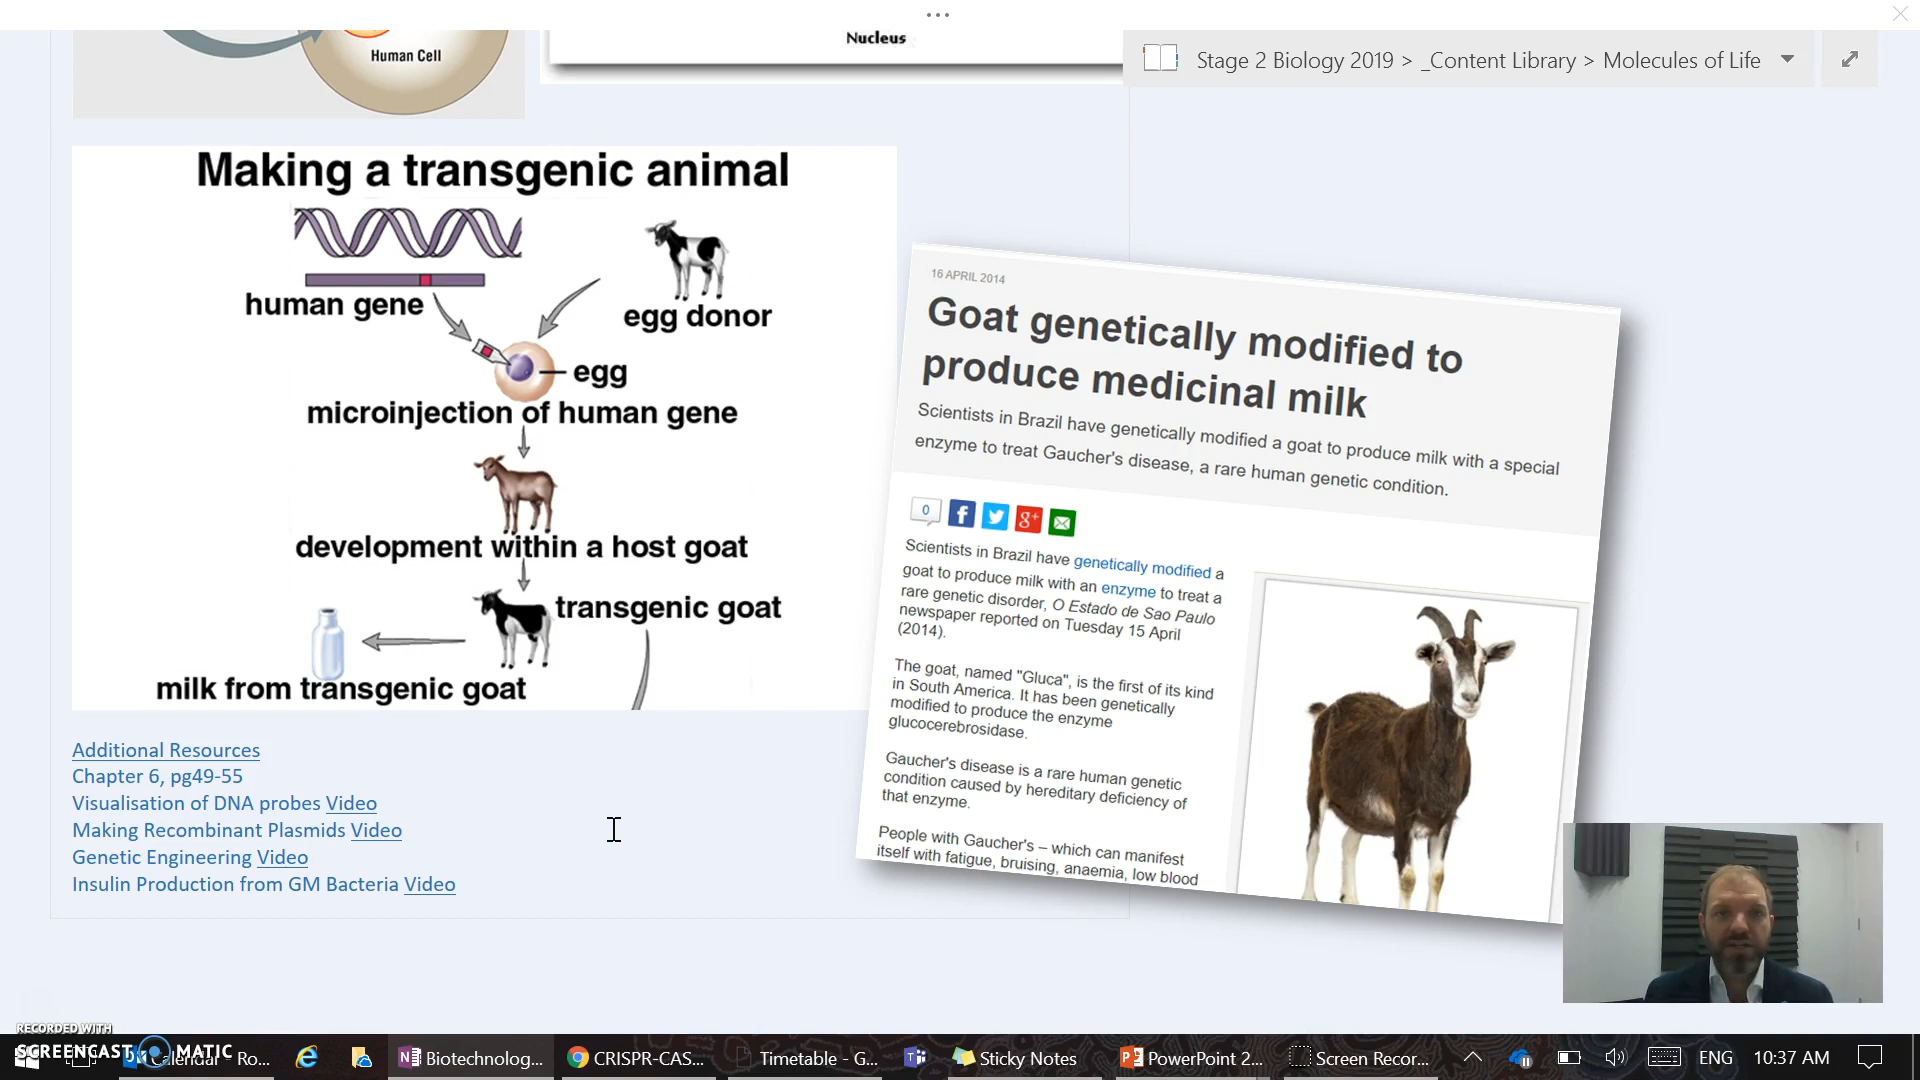 Nucleus
Human Cell
Stage 2 Biology 2019 > _Content Library > Molecules of Life
Making a transgenic animal
human gene
egg donor
egg
microinjection of human gene
development within a host goat
transgenic goat
milk from transgenic goat
16 APRIL 2014
Goat genetically modified to
produce medicinal milk
Scientists in Brazil have genetically modified a goat to produce milk with a special
enzyme to treat Gaucher's disease, a rare human genetic condition.
0
Scientists in Brazil have genetically modified a
goat to produce milk with an enzyme to treat a
rare genetic disorder, O Estado de Sao Paulo
newspaper reported on Tuesday 15 April
(2014).
The goat, named "Gluca", is the first of its kind
in South America. It has been genetically
modified to produce the enzyme
glucocerebrosidase.
Gaucher's disease is a rare human genetic
condition caused by hereditary deficiency of
that enzyme.
People with Gaucher's – which can manifest
itself with fatigue, bruising, anaemia, low blood
Additional Resources
Chapter 6, pg49-55
Visualisation of DNA probes Video
Making Recombinant Plasmids Video
Genetic Engineering Video
Insulin Production from GM Bacteria Video
RECORDED WITH
SCREENCAST MATIC
Calendar - Ro...
Biotechnolog...
CRISPR-CAS...
Timetable - G...
Sticky Notes
PowerPoint 2...
Screen Recor...
ENG
10:37 AM